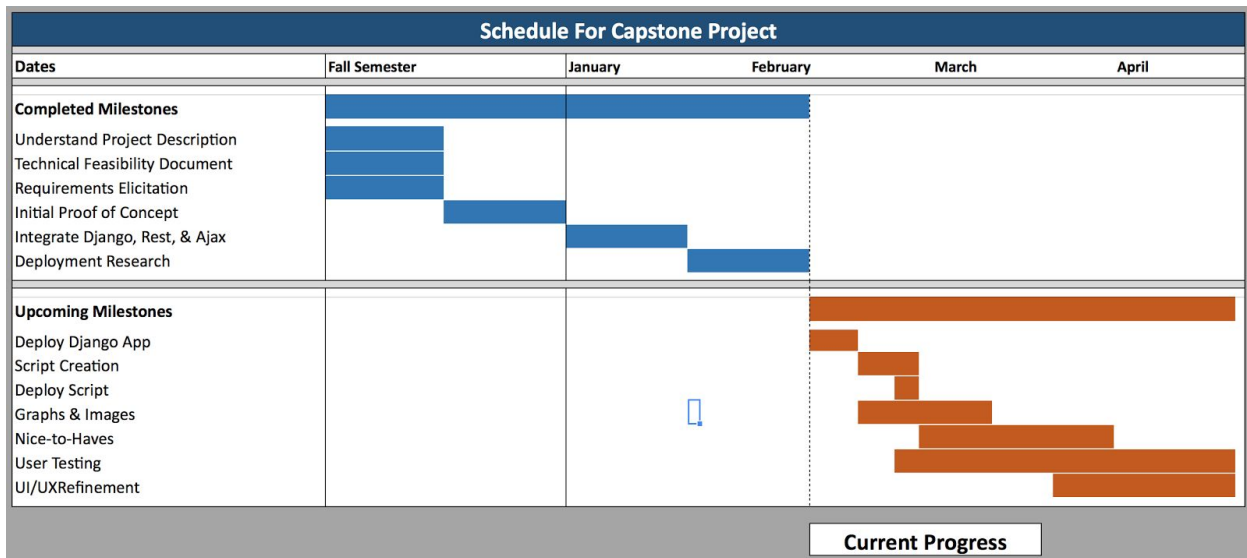 Schedule For Capstone Project
Dates Fall Semester January February March April
Completed Milestones
Understand Project Description
Technical Feasibility Document
Requirements Elicitation
Initial Proof of Concept
Integrate Django, Rest, & Ajax
Deployment Research
Upcoming Milestones
Deploy Django App
Script Creation
Deploy Script
Graphs & Images
Nice-to-Haves
User Testing
UI/UXRefinement
Current Progress